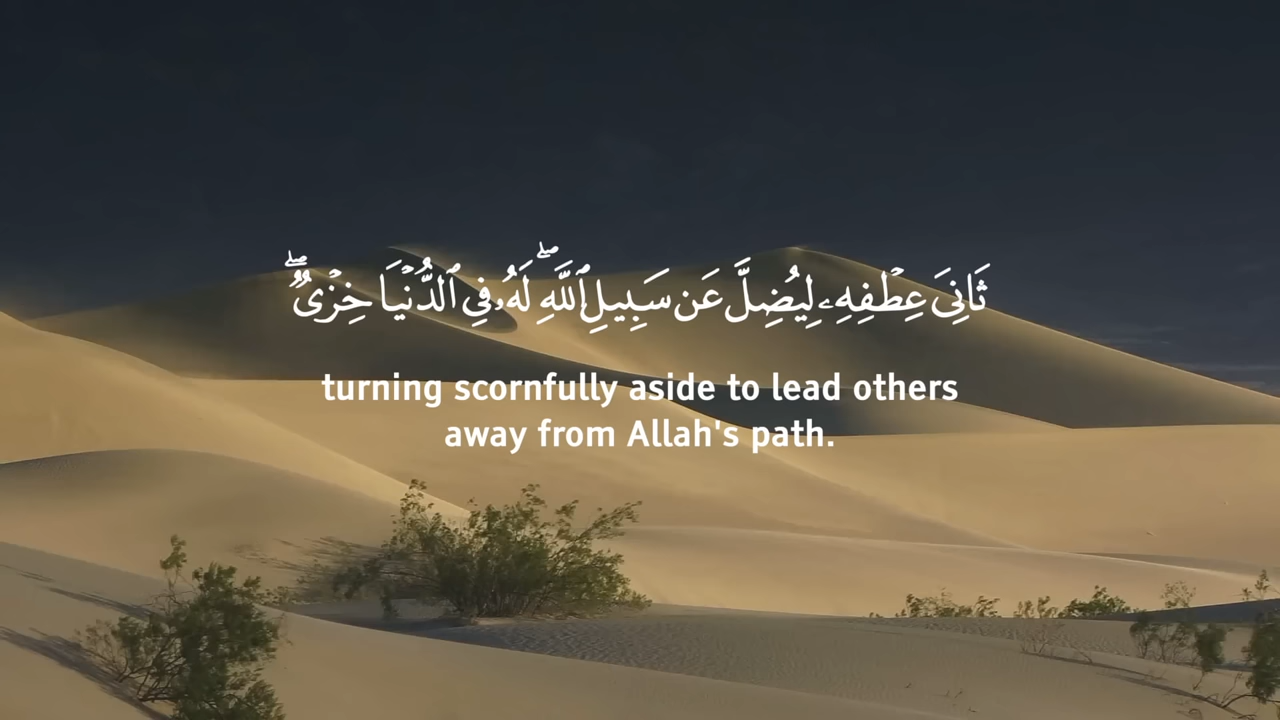 ثَانِىَ عِطْفِهِۦ لِيُضِلَّ عَن سَبِيلِ ٱللَّهِ ۖ لَهُۥ فِى ٱلدُّنْيَا خِزْىٌ ۖ
turning scornfully aside to lead others
away from Allah's path.